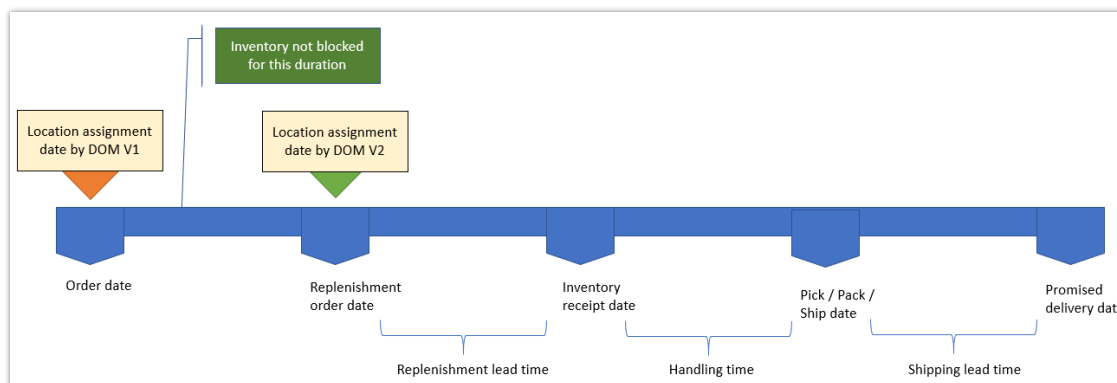 Inventory not blocked
for this duration
Location assignment
date by DOM V1
Location assignment
date by DOM V2
Order date
Replenishment
order date
Inventory
receipt date
Pick / Pack /
Ship date
Promised
delivery dat
Replenishment lead time
Handling time
Shipping lead time